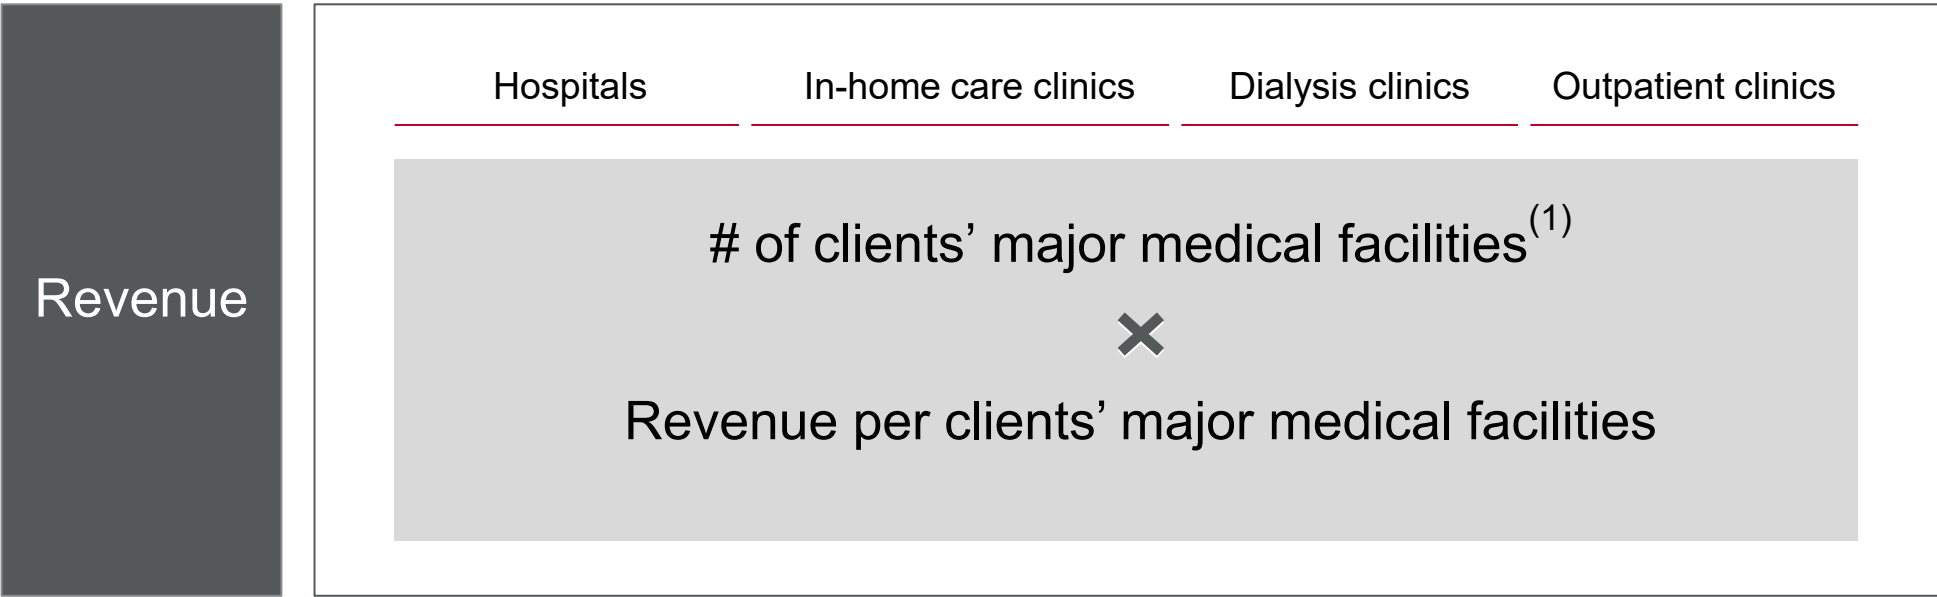 Revenue
Hospitals
In-home care clinics
Dialysis clinics
Outpatient clinics
# of clients’ major medical facilities(1)
×
Revenue per clients’ major medical facilities